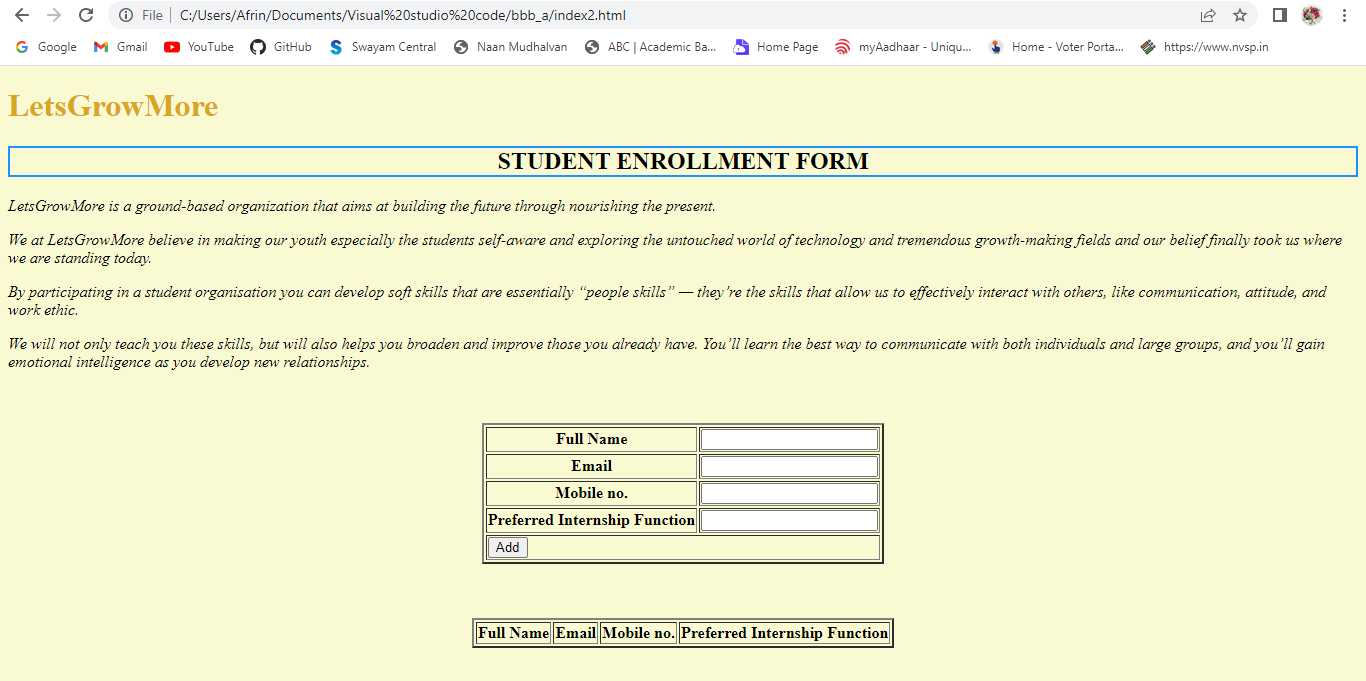 File | C:/Users/Afrin/Documents/Visual%20studio%20code/bbb_a/index2.html
Google Gmail YouTube GitHub Swayam Central Naan Mudhalvan ABC | Academic Ba... Home Page myAadhaar - Uniqu... Home - Voter Porta... https://www.nvsp.in
LetsGrowMore
STUDENT ENROLLMENT FORM
LetsGrowMore is a ground-based organization that aims at building the future through nourishing the present.
We at LetsGrowMore believe in making our youth especially the students self-aware and exploring the untouched world of technology and tremendous growth-making fields and our belief finally took us where
we are standing today.
By participating in a student organisation you can develop soft skills that are essentially “people skills” — they’re the skills that allow us to effectively interact with others, like communication, attitude, and
work ethic.
We will not only teach you these skills, but will also helps you broaden and improve those you already have. You’ll learn the best way to communicate with both individuals and large groups, and you’ll gain
emotional intelligence as you develop new relationships.
Full Name
Email
Mobile no.
Preferred Internship Function
Add
Full Name Email Mobile no. Preferred Internship Function